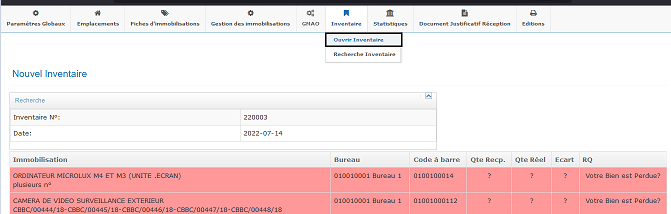 Paramètres Globaux Emplacements Fiches d'immobilisations Gestion des immobilisations GMAO Inventaire Statistiques Document Justificatif Réception Editions
Ouvrir Inventaire
Recherche Inventaire
Nouvel Inventaire
Recherche
Inventaire N°: 220003
Date: 2022-07-14
Immobilisation Bureau Code à barre Qte Recp. Qte Réel Ecart RQ
ORDINATEUR MICROLUX M4 ET M3 (UNITE .ECRAN) 010010001 Bureau 1 0100100014 ? ? ? Votre Bien est Perdue?
plusieurs n°
CAMERA DE VIDEO SURVEILLANCE EXTERIEUR 010010001 Bureau 1 01001000112 ? ? ? Votre Bien est Perdue?
CBBC/00444/18-CBBC/00445/18-CBBC/00446/18-CBBC/00447/18-CBBC/00448/18